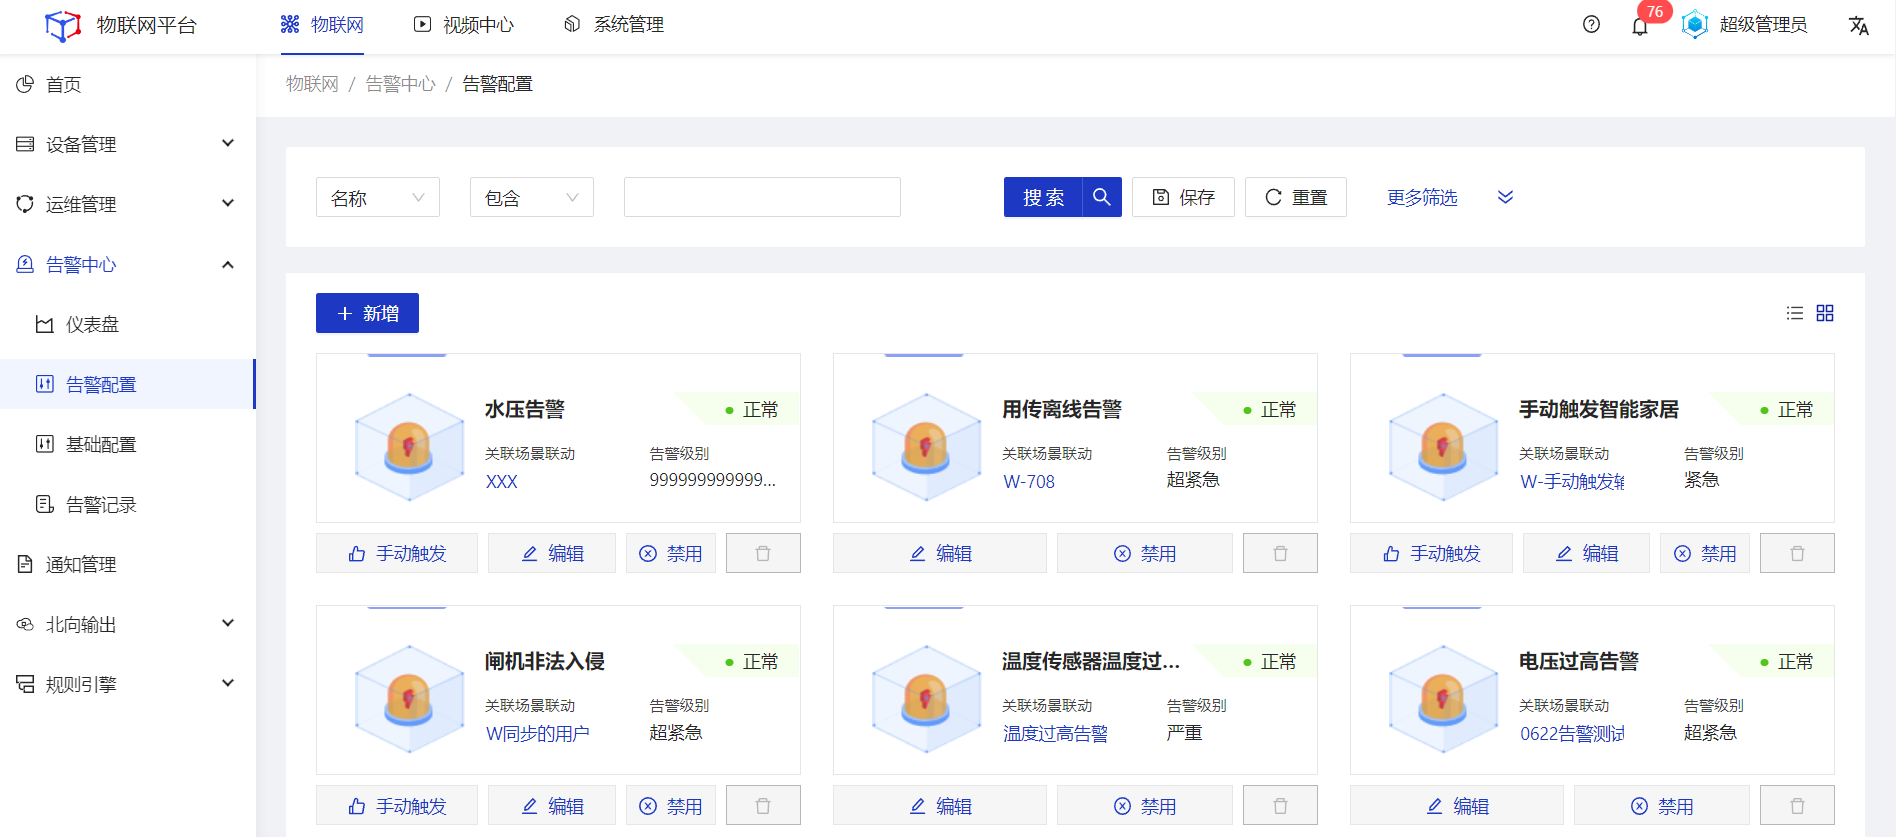 物联网平台
物联网
视频中心
系统管理
76
超级管理员
首页
设备管理
运维管理
告警中心
仪表盘
告警配置
基础配置
告警记录
通知管理
北向输出
规则引擎
物联网 / 告警中心 / 告警配置
名称
包含
搜索
保存
重置
更多筛选
新增
水压告警
正常
关联场景联动
告警级别
XXX
999999999999...
手动触发
编辑
禁用
用传离线告警
正常
关联场景联动
告警级别
W-708
超紧急
编辑
禁用
手动触发智能家居
正常
关联场景联动
告警级别
W-手动触发
紧急
手动触发
编辑
禁用
闸机非法入侵
正常
关联场景联动
告警级别
W同步的用户
超紧急
手动触发
编辑
禁用
温度传感器温度过...
正常
关联场景联动
告警级别
温度过高告警
严重
编辑
禁用
电压过高告警
正常
关联场景联动
告警级别
0622告警测试
超紧急
编辑
禁用